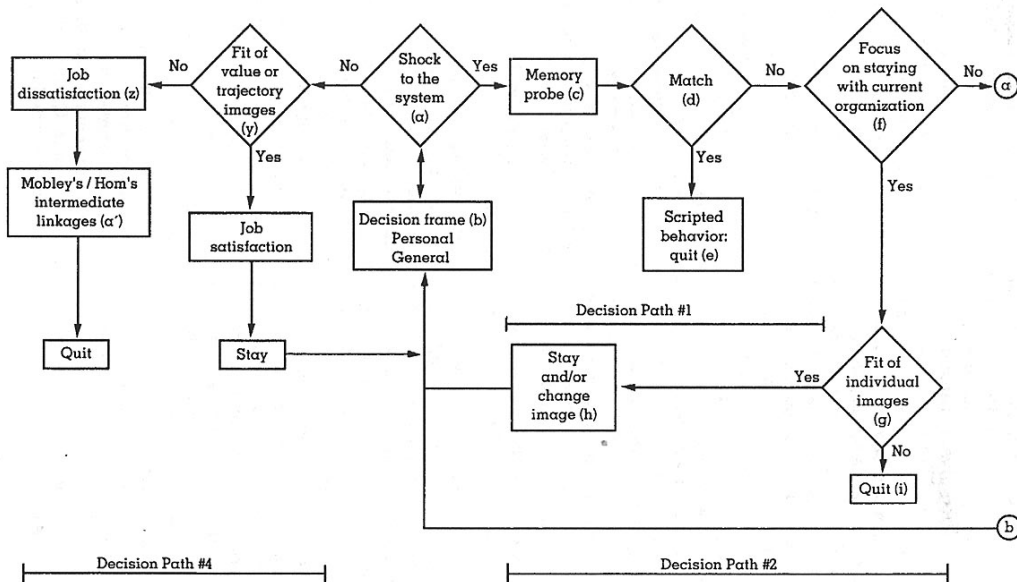 Job
dissatisfaction (z)
Mobley's / Hom's
intermediate
linkages (a´)
Quit
No
Fit of
value or
trajectory
images
(y)
Yes
Job
satisfaction
Stay
No
Shock
to the
system
(a)
Yes
Decision frame (b)
Personal
General
Memory
probe (c)
Match
(d)
No
Yes
Scripted
behavior:
quit (e)
Focus
on staying
with current
organization
(f)
No
a
Yes
Decision Path #1
Stay
and/or
change
image (h)
Yes
Fit of
individual
images
(g)
No
Quit (i)
b
Decision Path #4
Decision Path #2